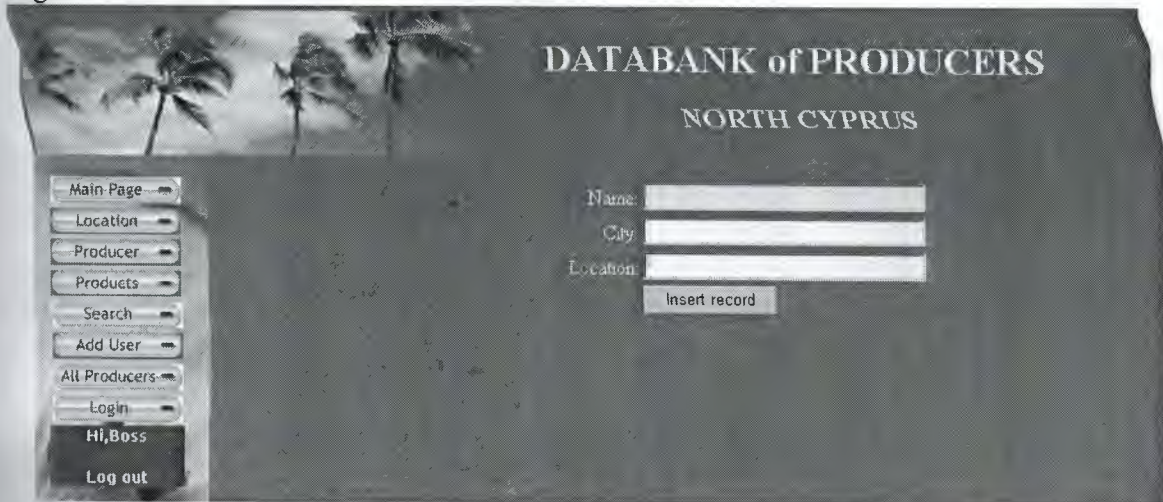 DATABANK of PRODUCERS
NORTH CYPRUS
Main Page
Location
Producer
Products
Search
Add User
All Producers
Login
Hi,Boss
Log out
Name:
City
Location:
Insert record